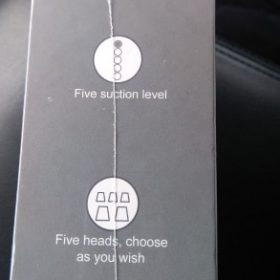 Five suction level
Five heads, choose
as you wish